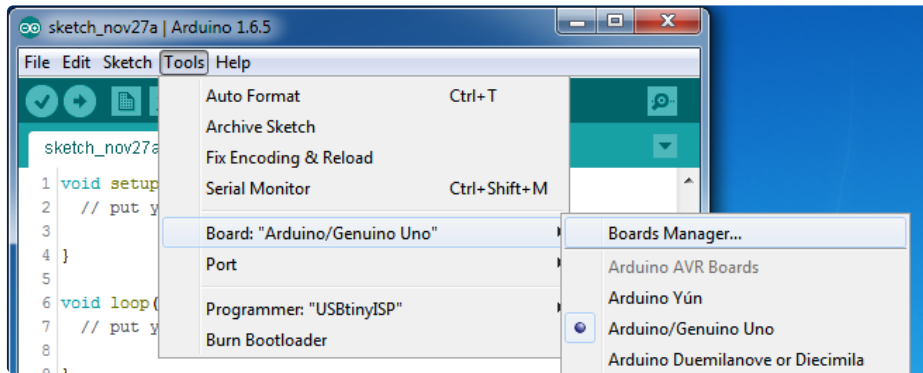 sketch_nov27a | Arduino 1.6.5
File Edit Sketch Tools Help
Auto Format Ctrl+T
Archive Sketch
sketch_nov27a
Fix Encoding & Reload
1 void setup
Serial Monitor Ctrl+Shift+M
2 // put y
3
Board: "Arduino/Genuino Uno"
Boards Manager...
4 }
Port
Arduino AVR Boards
5
6 void loop(
Programmer: "USBtinyISP"
Arduino Yún
7 // put y
Burn Bootloader
Arduino/Genuino Uno
8
Arduino Duemilanove or Diecimila
9 }